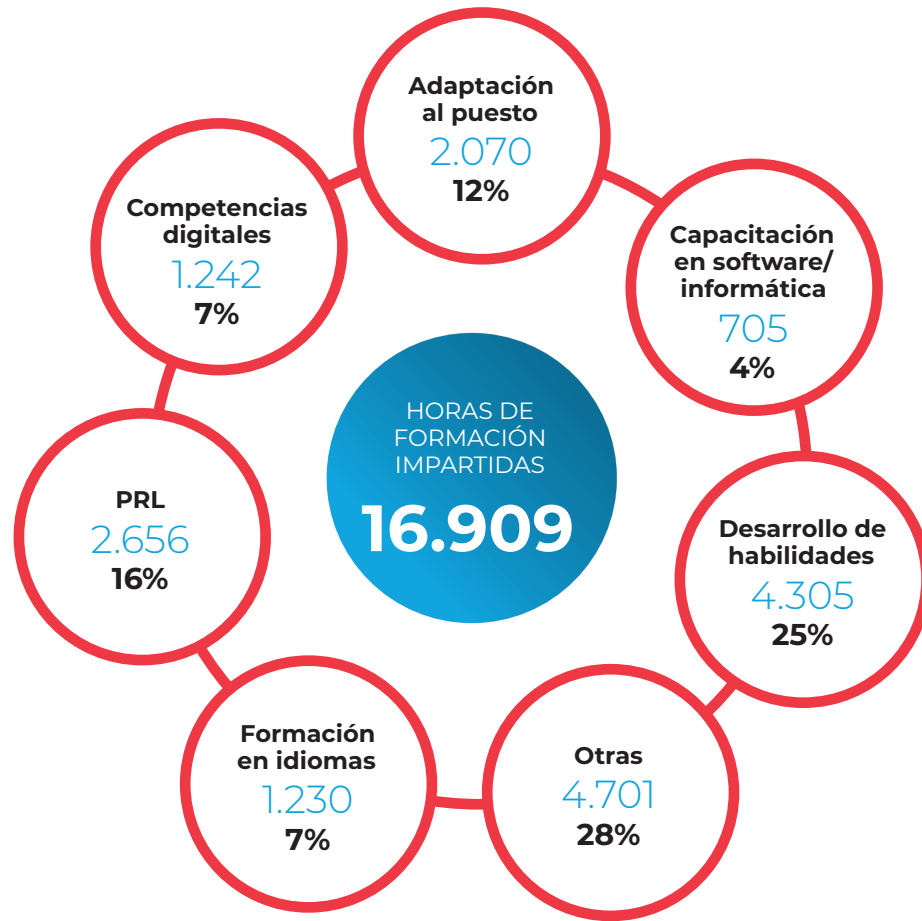 Adaptación
al puesto
2.070
12%
Capacitación
en software/
informática
705
4%
Desarrollo de
habilidades
4.305
25%
Otras
4.701
28%
Formación
en idiomas
1.230
7%
PRL
2.656
16%
Competencias
digitales
1.242
7%
HORAS DE
FORMACIÓN
IMPARTIDAS
16.909